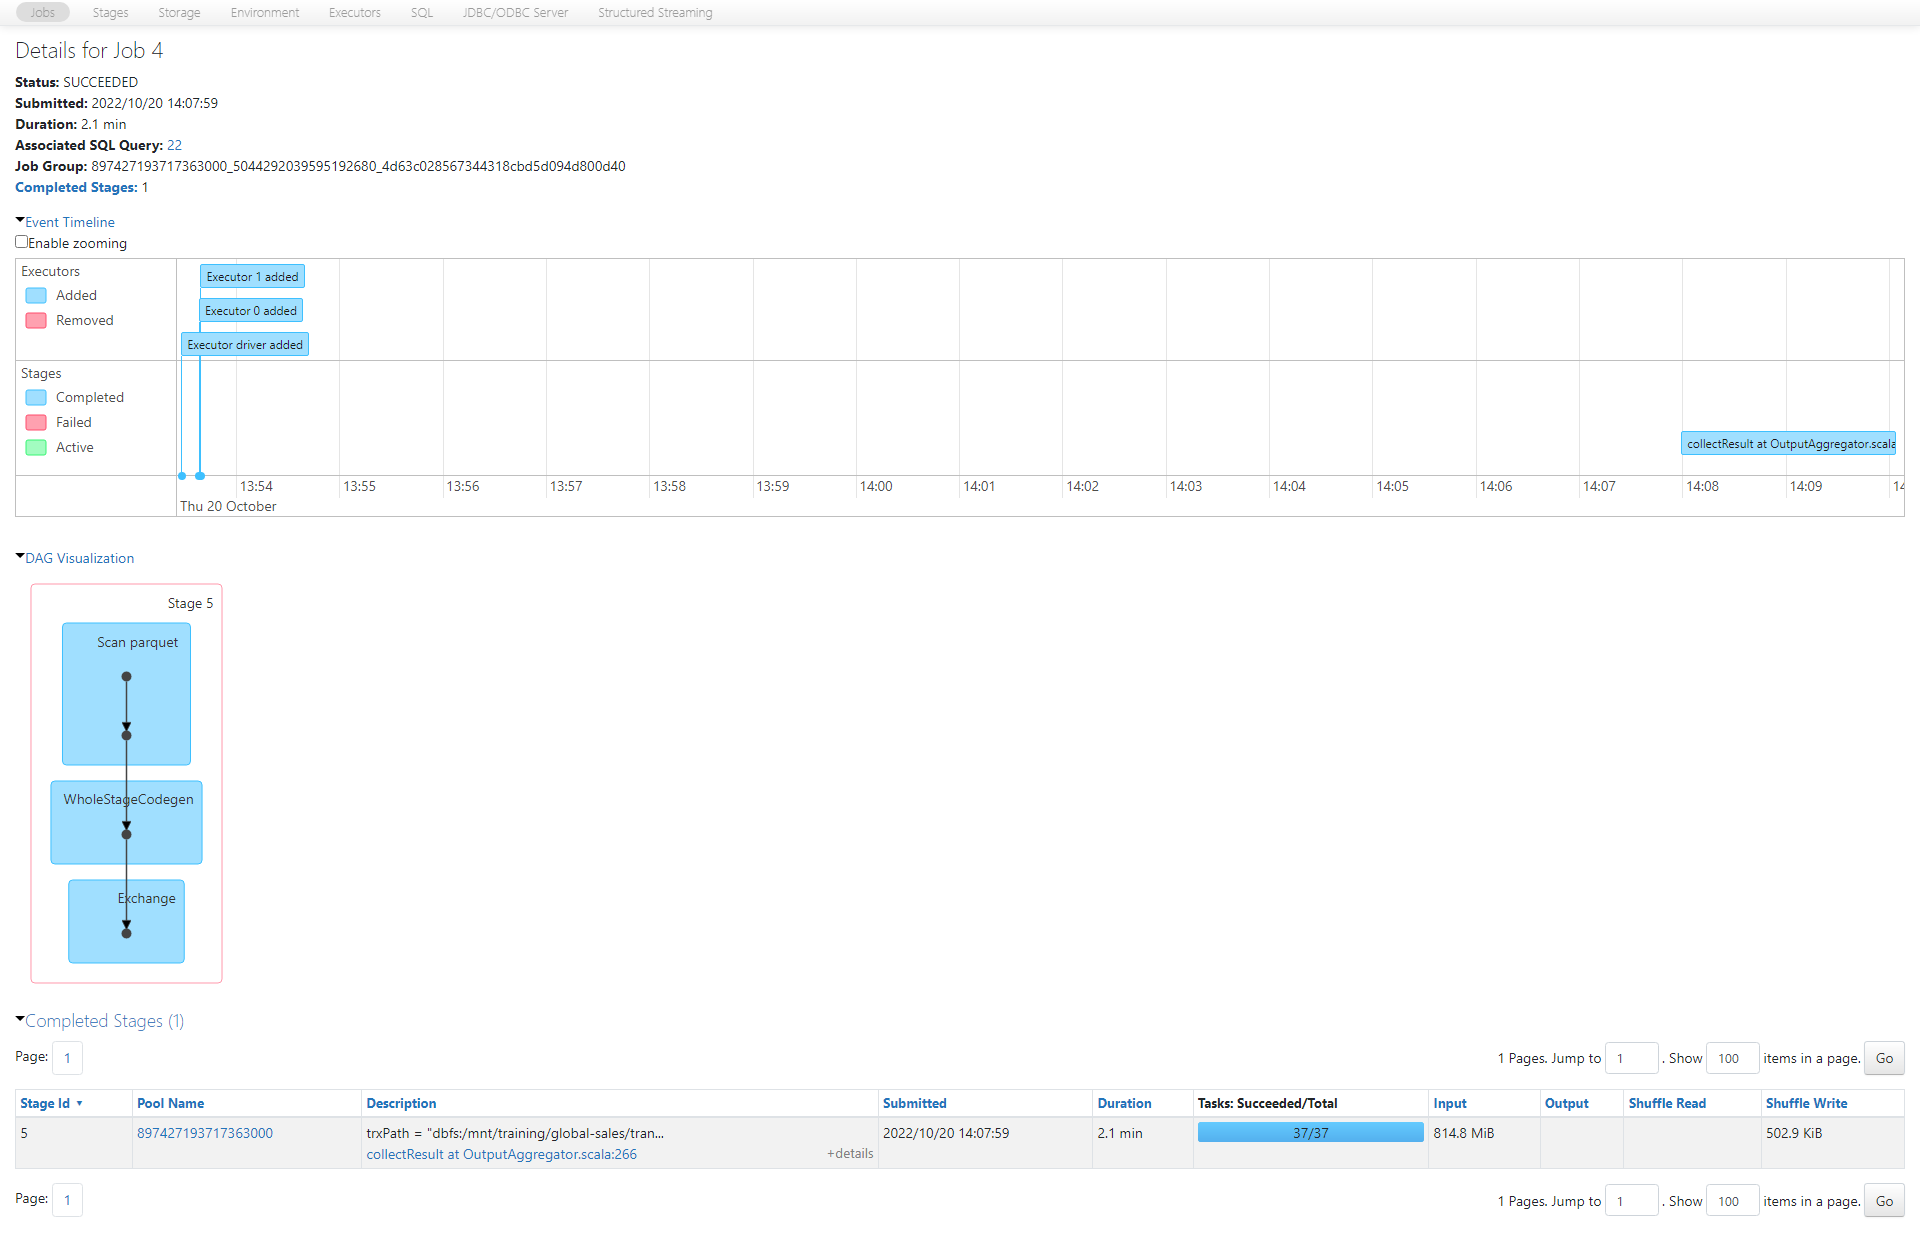 Jobs Stages Storage Environment Executors SQL JDBC/ODBC Server Structured Streaming
Details for Job 4
Status: SUCCEEDED
Submitted: 2022/10/20 14:07:59
Duration: 2.1 min
Associated SQL Query: 22
Job Group: 897427193717363000_5044292039595192680_4d63c028567344318cbd5d094d800d40
Completed Stages: 1
Event Timeline
Enable zooming
Executors
Added
Removed
Executor 1 added
Executor 0 added
Executor driver added
Stages
Completed
Failed
Active
collectResult at OutputAggregator.scala
13:54 13:55 13:56 13:57 13:58 13:59 14:00 14:01 14:02 14:03 14:04 14:05 14:06 14:07 14:08 14:09
Thu 20 October
DAG Visualization
Stage 5
Scan parquet
WholeStageCodegen
Exchange
Completed Stages (1)
Page: 1 1 Pages. Jump to 1 . Show 100 items in a page. Go
Stage Id ▾ Pool Name Description Submitted Duration Tasks: Succeeded/Total Input Output Shuffle Read Shuffle Write
5 897427193717363000 trxPath = "dbfs:/mnt/training/global-sales/tran... 2022/10/20 14:07:59 2.1 min 37/37 814.8 MiB 502.9 KiB
collectResult at OutputAggregator.scala:266 +details
Page: 1 1 Pages. Jump to 1 . Show 100 items in a page. Go